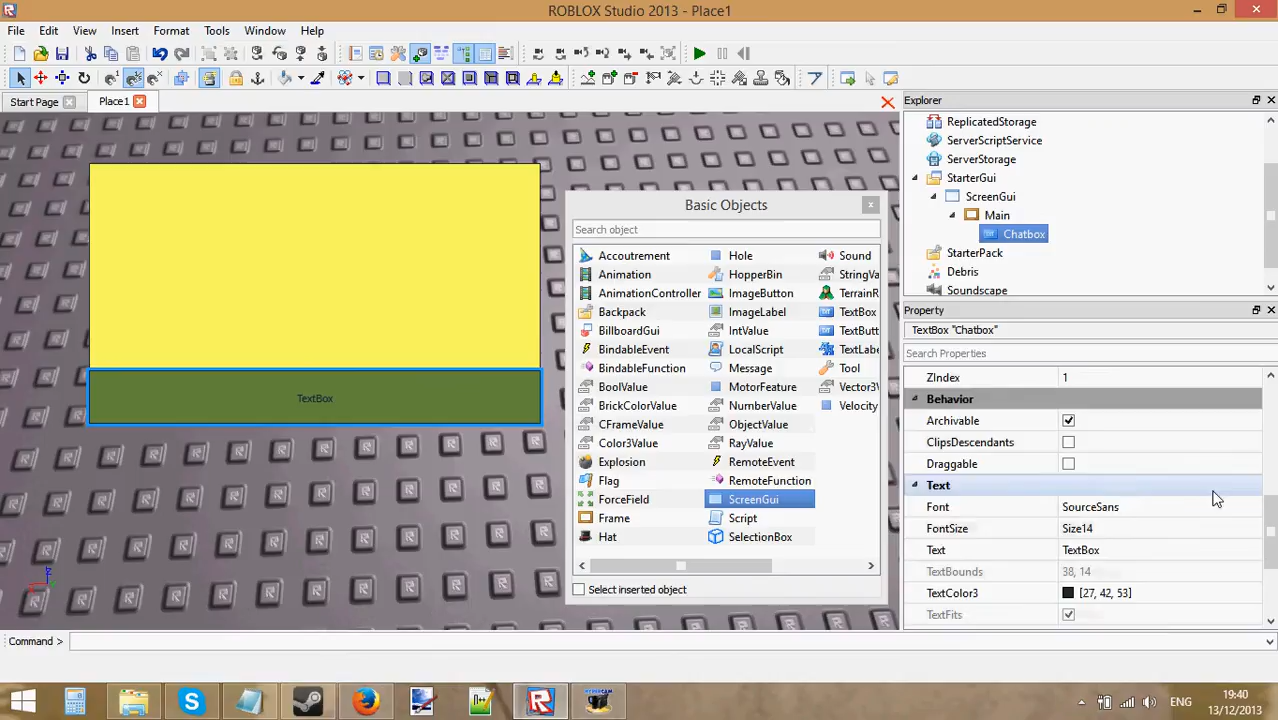 ROBLOX Studio 2013 - Place1
File Edit View Insert Format Tools Window Help
Start Page Place1
TextBox
Basic Objects
Search object
Accoutrement Hole Sound
Animation HopperBin StringVa
AnimationController ImageButton TerrainR
Backpack ImageLabel TextBox
BillboardGui IntValue TextButt
BindableEvent LocalScript TextLabe
BindableFunction Message Tool
BoolValue MotorFeature Vector3V
BrickColorValue NumberValue Velocity
CFrameValue ObjectValue
Color3Value RayValue
Explosion RemoteEvent
Flag RemoteFunction
ForceField ScreenGui
Frame Script
Hat SelectionBox
Select inserted object
Explorer
ReplicatedStorage
ServerScriptService
ServerStorage
StarterGui
ScreenGui
Main
Chatbox
StarterPack
Debris
Soundscape
Property
TextBox "Chatbox"
Search Properties
ZIndex 1
Behavior
Archivable
ClipsDescendants
Draggable
Text
Font SourceSans
FontSize Size14
Text TextBox
TextBounds 38, 14
TextColor3 [27, 42, 53]
TextFits
Command >
ENG
19:40
13/12/2013